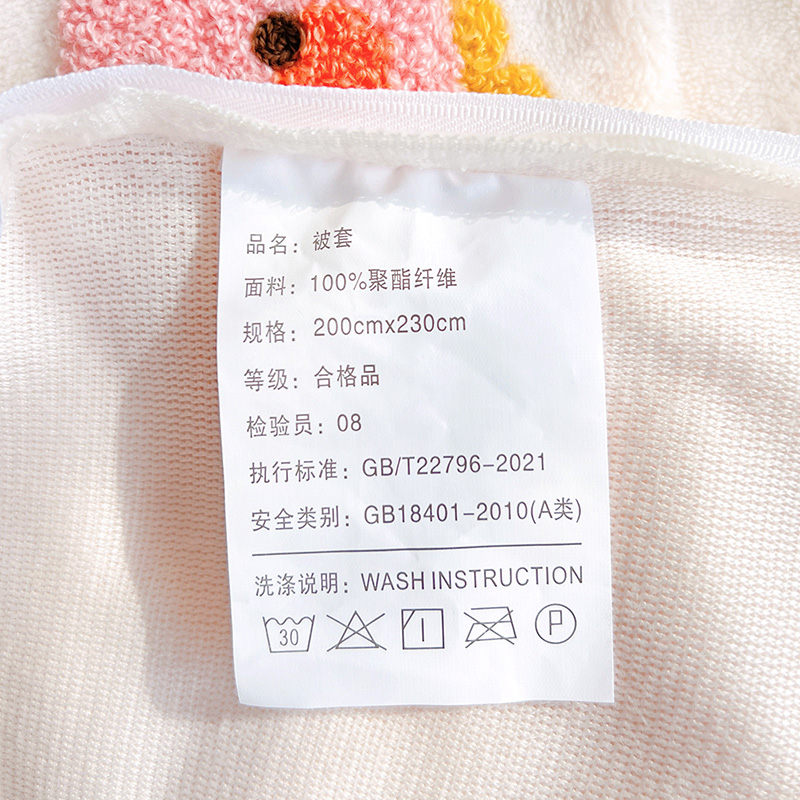 品名：被套
面料：100%聚酯纤维
规格：200cmx230cm
等级：合格品
检验员：08
执行标准：GB/T22796-2021
安全类别：GB18401-2010(A类)
洗涤说明：WASH INSTRUCTION
30 P